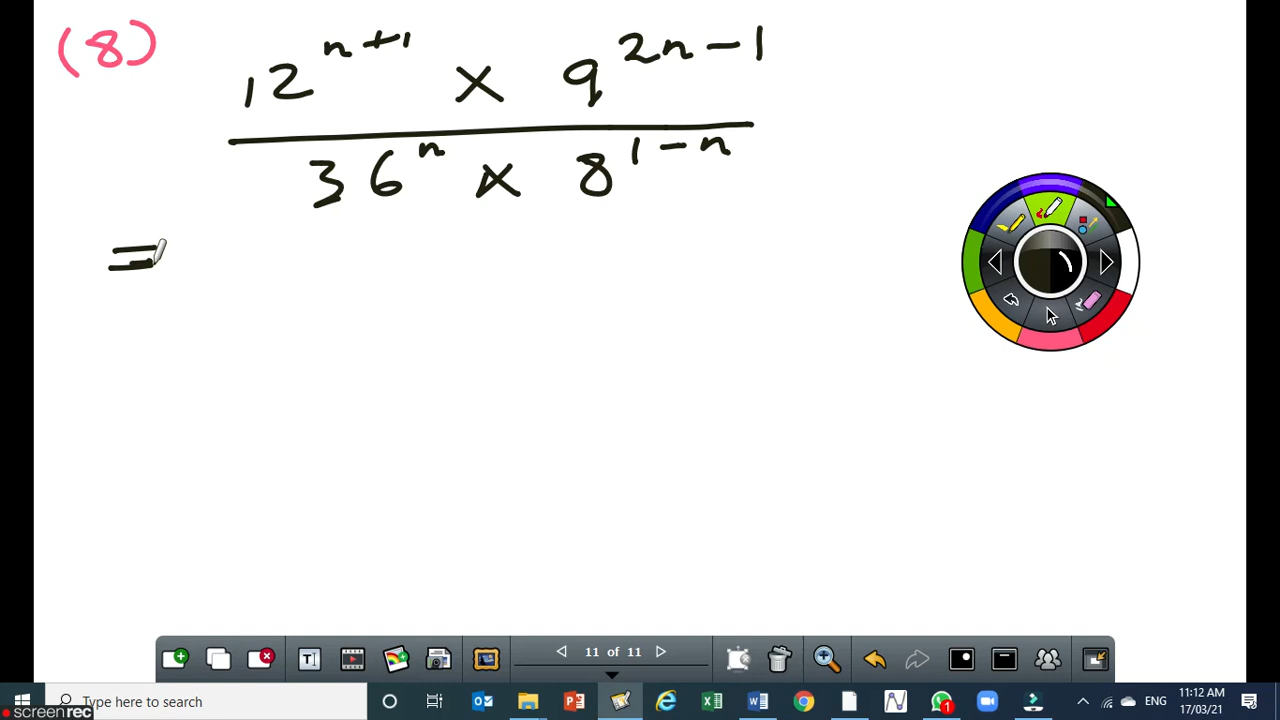 (8) 12^{n+1} × 9^{2n-1}
36^{n} × 8^{1-n}
=
11 of 11
Type here to search
ENG
11:12 AM
17/03/21
1
SCREENrec